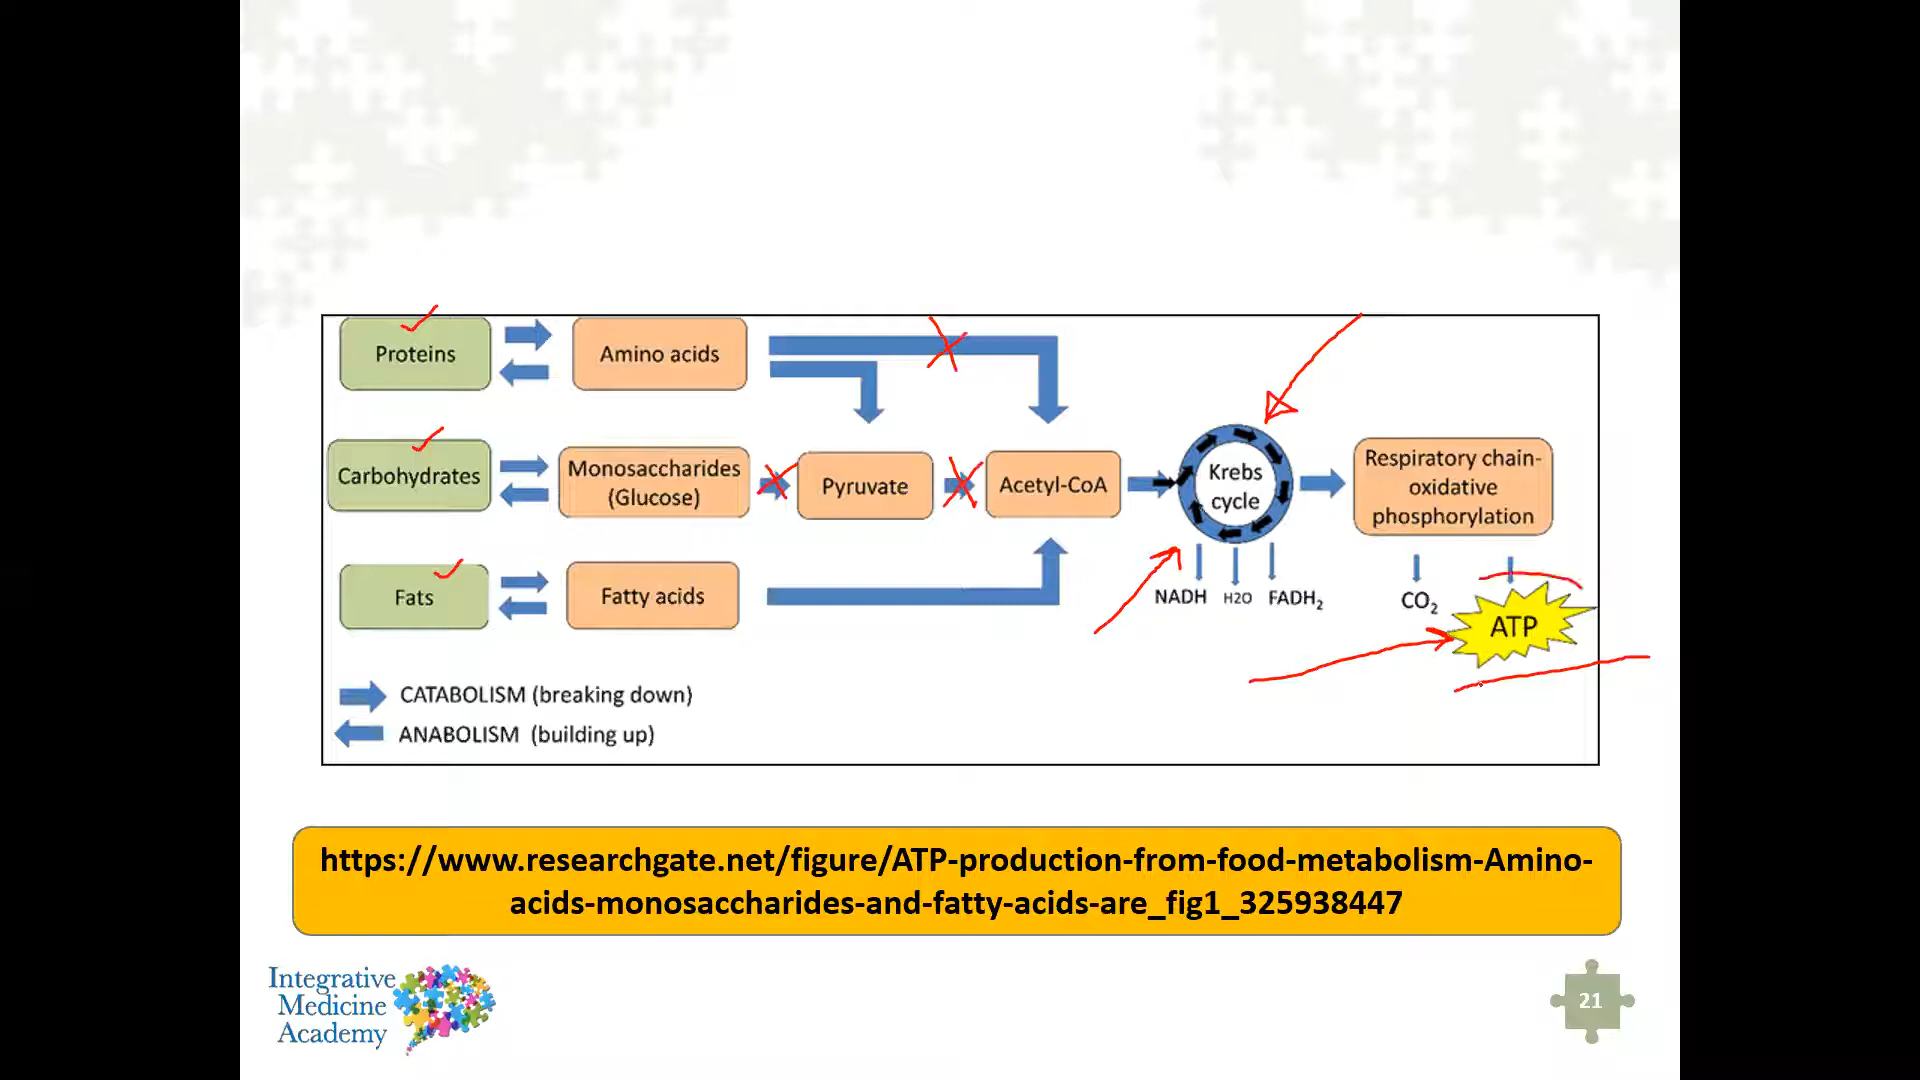 Proteins
Amino acids
Carbohydrates
Monosaccharides
(Glucose)
Pyruvate
Acetyl-CoA
Krebs
cycle
Respiratory chain-
oxidative
phosphorylation
Fats
Fatty acids
NADH
H2O
FADH₂
CO₂
ATP
CATABOLISM (breaking down)
ANABOLISM (building up)
https://www.researchgate.net/figure/ATP-production-from-food-metabolism-Amino-
acids-monosaccharides-and-fatty-acids-are_fig1_325938447
Integrative
Medicine
Academy
21